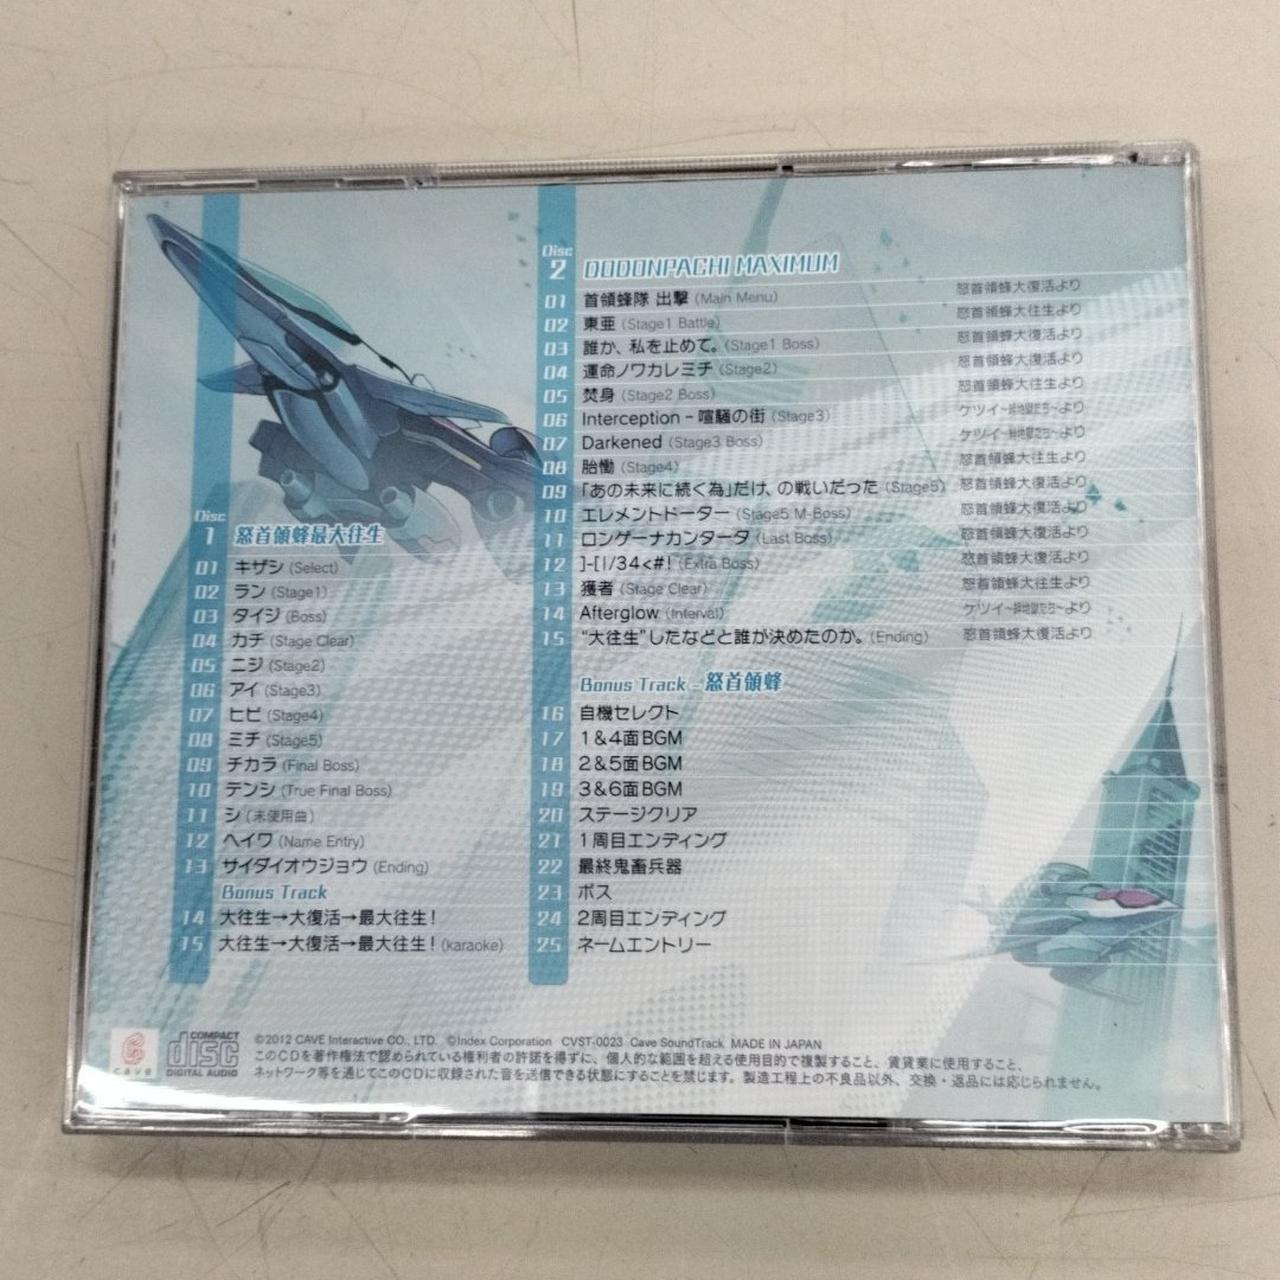 Disc 1 怒首領蜂最大往生
01 キザシ (Select)
02 ラン (Stage1)
03 タイジ (Boss)
04 カチ (Stage Clear)
05 ニジ (Stage2)
06 アイ (Stage3)
07 ヒビ (Stage4)
08 ミチ (Stage5)
09 チカラ (Final Boss)
10 テンシ (True Final Boss)
11 シ (未使用曲)
12 ヘイワ (Name Entry)
13 サイダイオウジョウ (Ending)
Bonus Track
14 大往生→大復活→最大往生！
15 大往生→大復活→最大往生！(karaoke)
Disc 2 DODONPACHI MAXIMUM
01 首領蜂隊 出撃 (Main Menu) 怒首領蜂大復活より
02 東亜 (Stage1 Battle) 怒首領蜂大往生より
03 誰か、私を止めて。(Stage1 Boss) 怒首領蜂大復活より
04 運命ノワカレミチ (Stage2) 怒首領蜂大復活より
05 焚身 (Stage2 Boss) 怒首領蜂大往生より
06 Interception – 喧騒の街 (Stage3) ケツイ〜絆地獄たち〜より
07 Darkened (Stage3 Boss) ケツイ〜絆地獄たち〜より
08 胎慟 (Stage4) 怒首領蜂大往生より
09 「あの未来に続く為」だけ、の戦いだった (Stage5) 怒首領蜂大復活より
10 エレメントドーター (Stage5 M-Boss) 怒首領蜂大復活より
11 ロンゲーナカンタータ (Last Boss) 怒首領蜂大復活より
12 ]-[|/34<#! (Extra Boss) 怒首領蜂大復活より
13 獲者 (Stage Clear) 怒首領蜂大往生より
14 Afterglow (Interval) ケツイ〜絆地獄たち〜より
15 “大往生”したなどと誰が決めたのか。(Ending) 怒首領蜂大復活より
Bonus Track – 怒首領蜂
16 自機セレクト
17 1＆4面BGM
18 2＆5面BGM
19 3＆6面BGM
20 ステージクリア
21 1周目エンディング
22 最終鬼畜兵器
23 ボス
24 2周目エンディング
25 ネームエントリー
cave
COMPACT disc DIGITAL AUDIO
©2012 CAVE Interactive CO., LTD. ©Index Corporation CVST-0023 Cave SoundTrack MADE IN JAPAN
このCDを著作権法で認められている権利者の許諾を得ずに、個人的な範囲を超える使用目的で複製すること、賃貸業に使用すること、
ネットワーク等を通じてこのCDに収録された音を送信できる状態にすることを禁じます。製造工程上の不良品以外、交換・返品には応じられません。